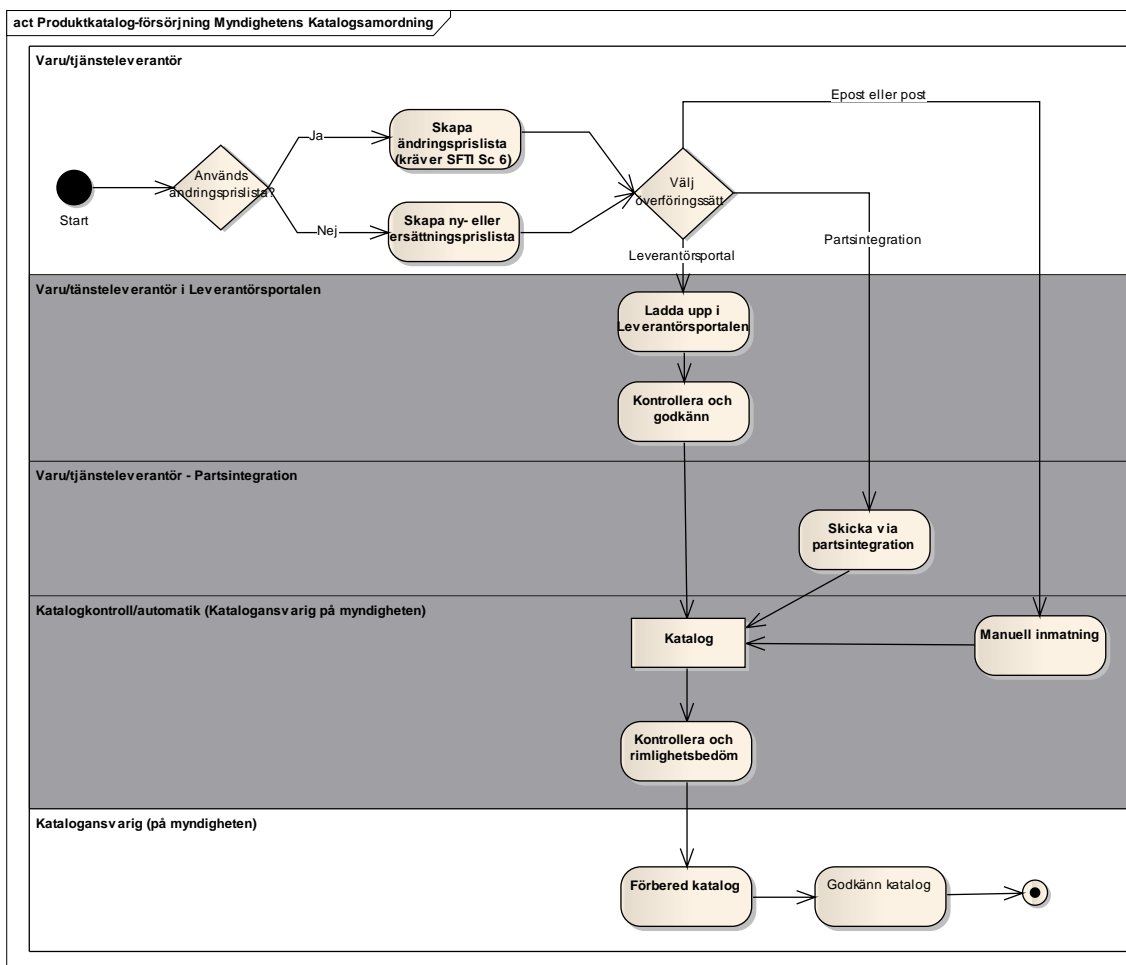 act Produktkatalog-försörjning Myndighetens Katalogsamordning
Varu/tjänsteleverantör
Epost eller post
Ja
Skapa
ändringsprislista
(kräver SFTI Sc 6)
Används
ändringsprislista?
Välj
överföringssätt
Start
Nej
Skapa ny- eller
ersättningsprislista
Partsintegration
Leverantörsportal
Varu/tänsteleverantör i Leverantörsportalen
Ladda upp i
Leverantörsportalen
Kontrollera och
godkänn
Varu/tjänsteleverantör - Partsintegration
Skicka via
partsintegration
Katalogkontroll/automatik (Katalogansvarig på myndigheten)
Katalog
Manuell inmatning
Kontrollera och
rimlighetsbedöm
Katalogansvarig (på myndigheten)
Förbered katalog
Godkänn katalog